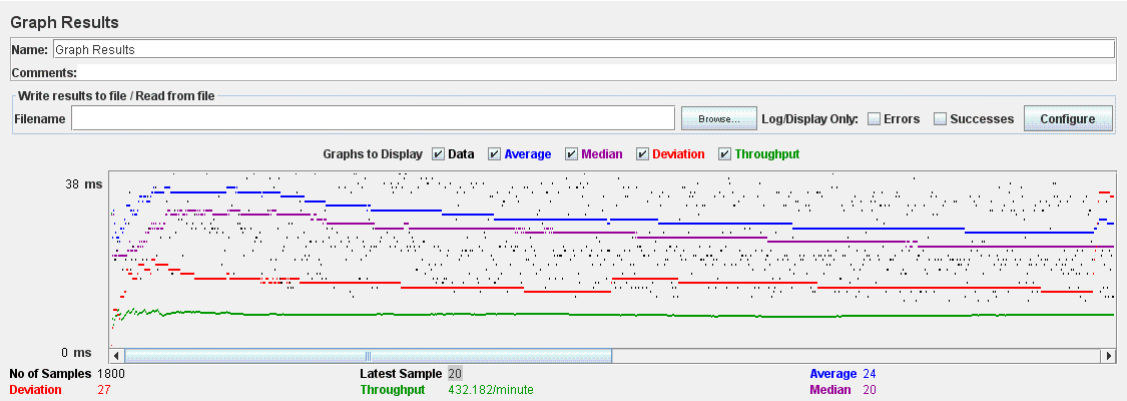 Graph Results
Name: Graph Results
Comments:
Write results to file / Read from file
Filename Browse... Log/Display Only: Errors Successes Configure
Graphs to Display Data Average Median Deviation Throughput
38 ms
0 ms
No of Samples 1800 Latest Sample 20 Average 24
Deviation 27 Throughput 432.182/minute Median 20